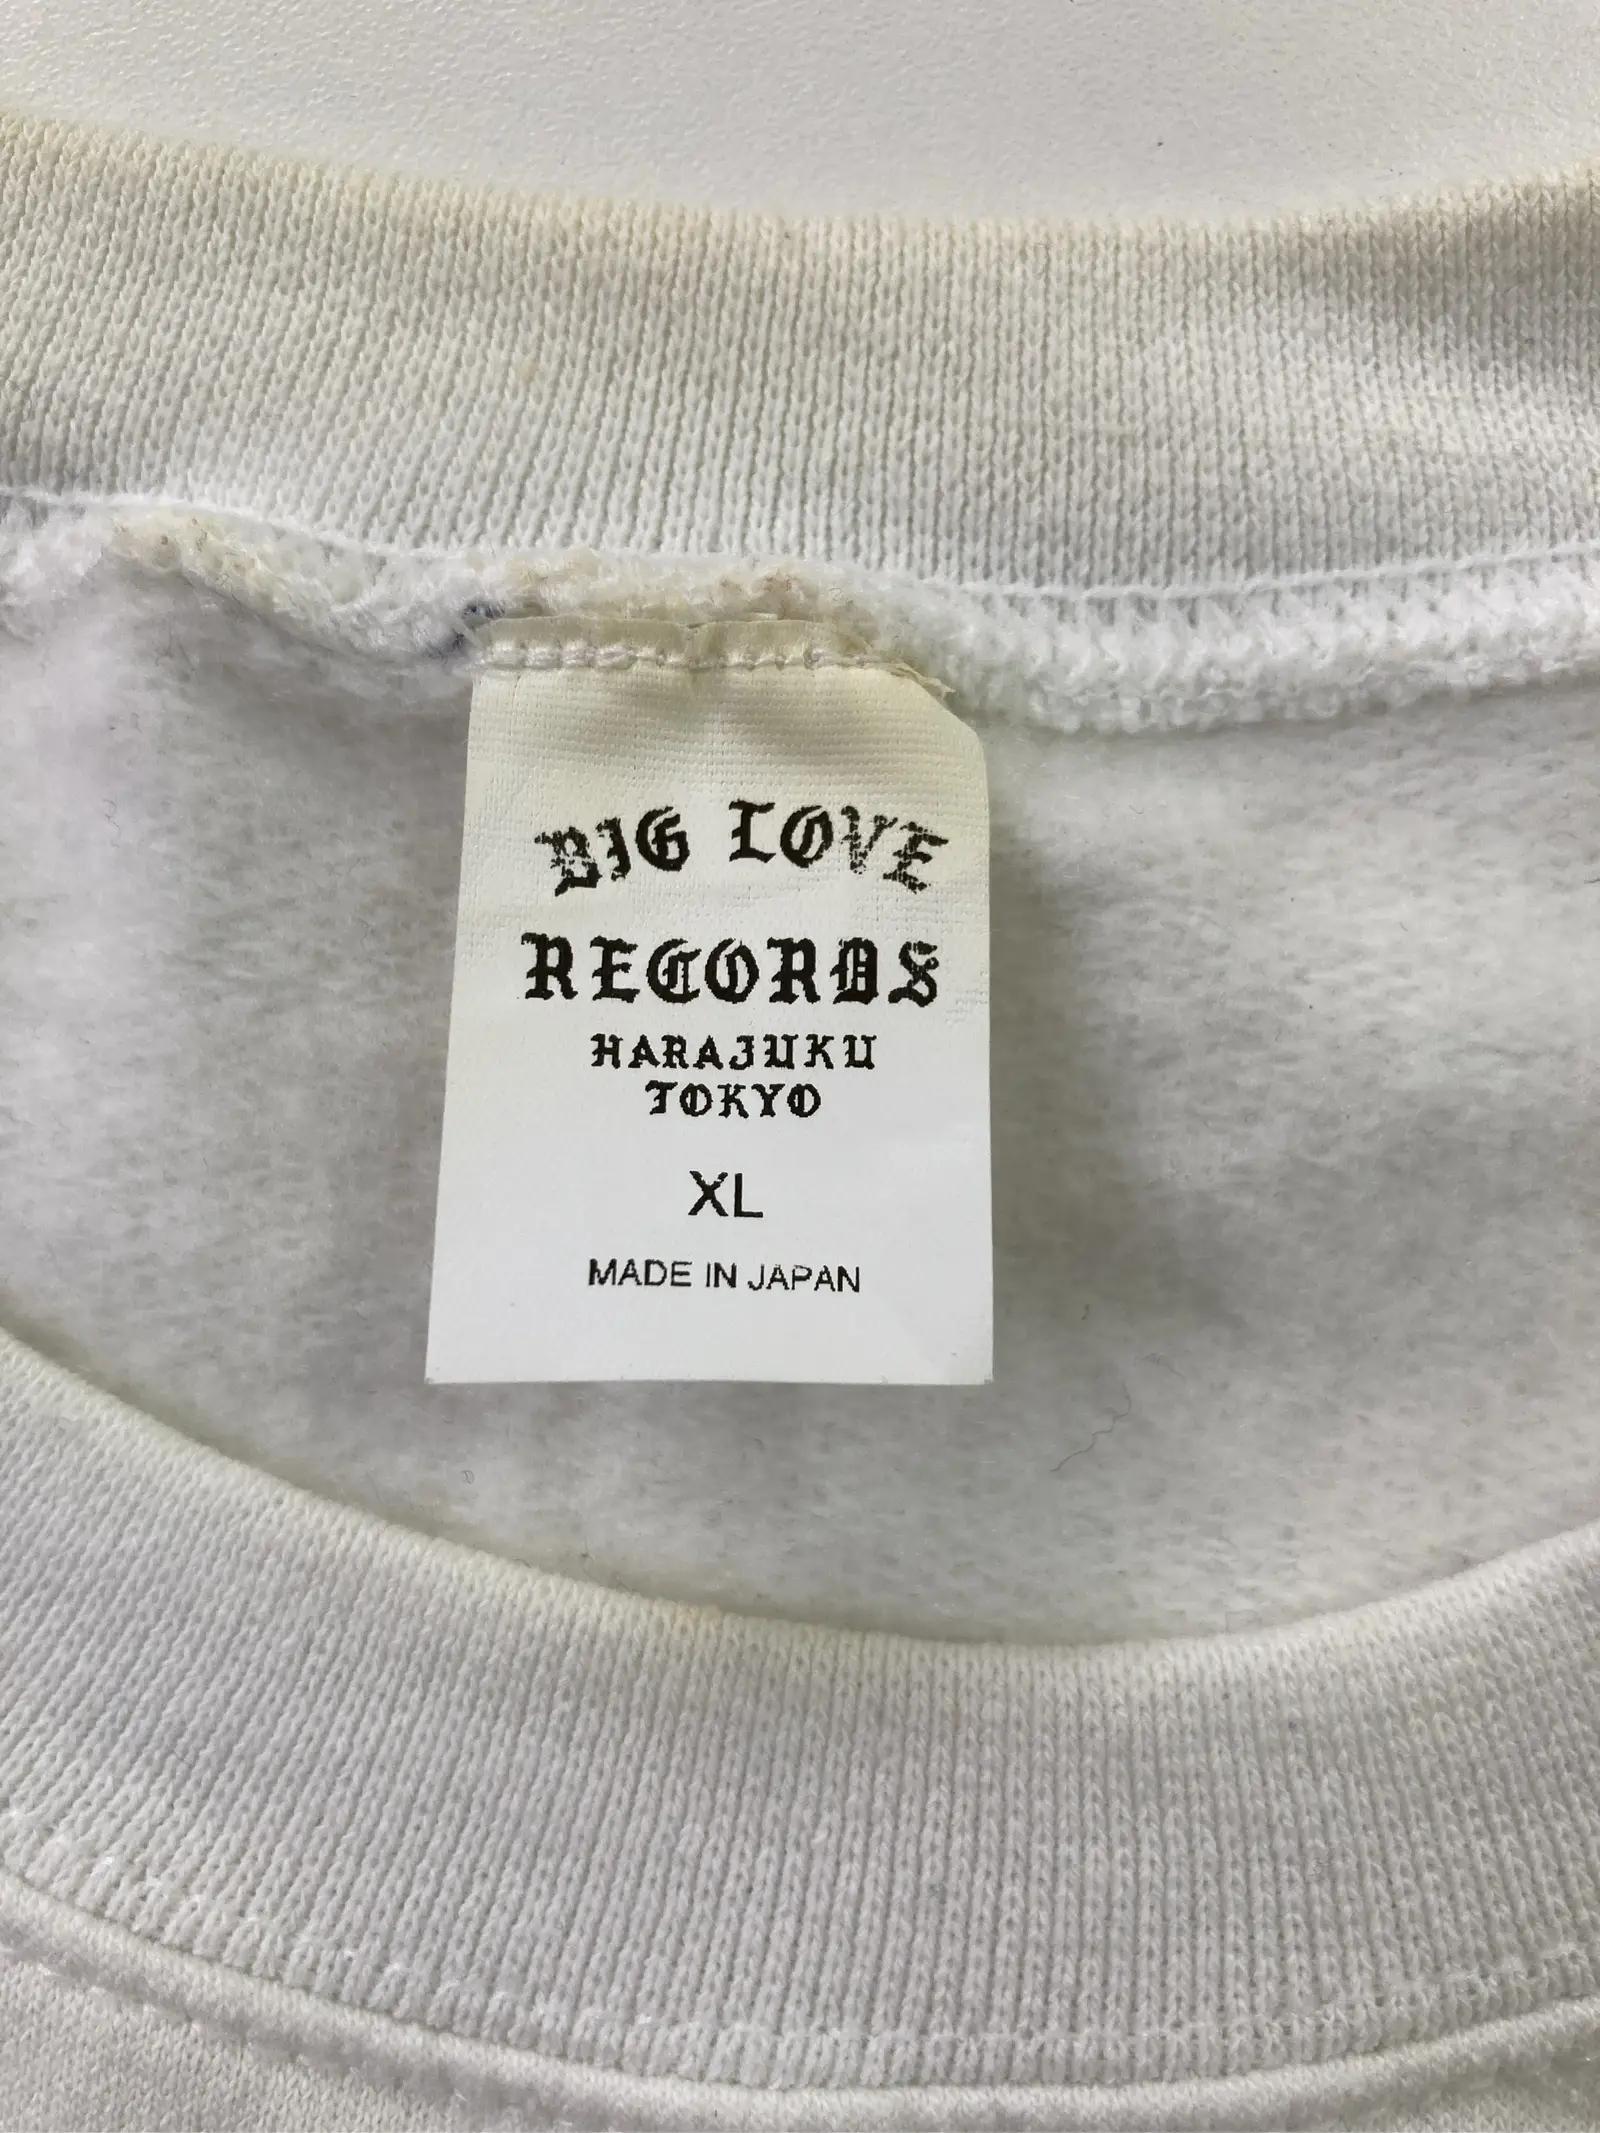 BIG LOVE
RECORDS
HARAJUKU
TOKYO
XL
MADE IN JAPAN